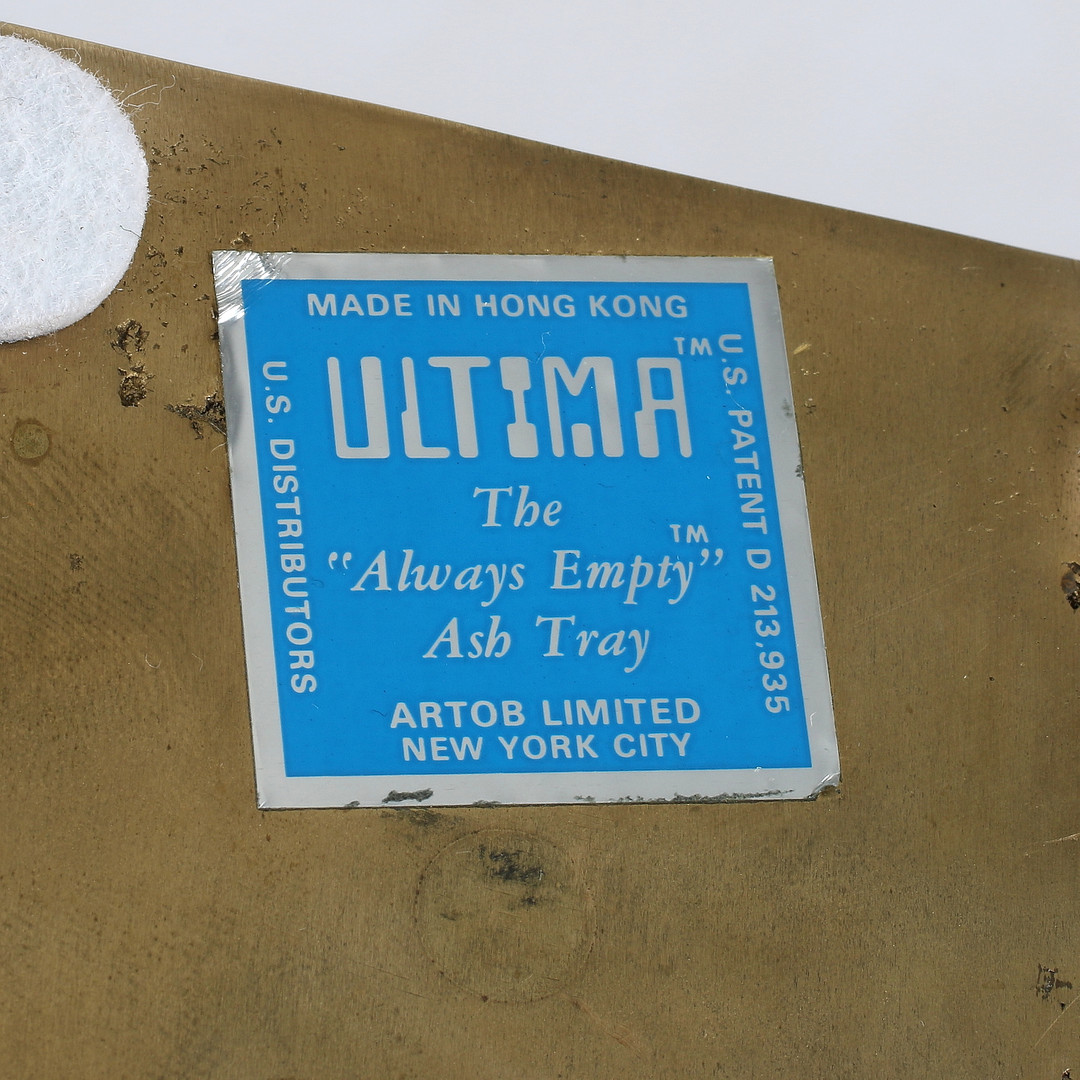 MADE IN HONG KONG
ULTIMA™
The
“Always Empty”™
Ash Tray
ARTOB LIMITED
NEW YORK CITY
U.S. DISTRIBUTORS
U.S. PATENT D 213,935